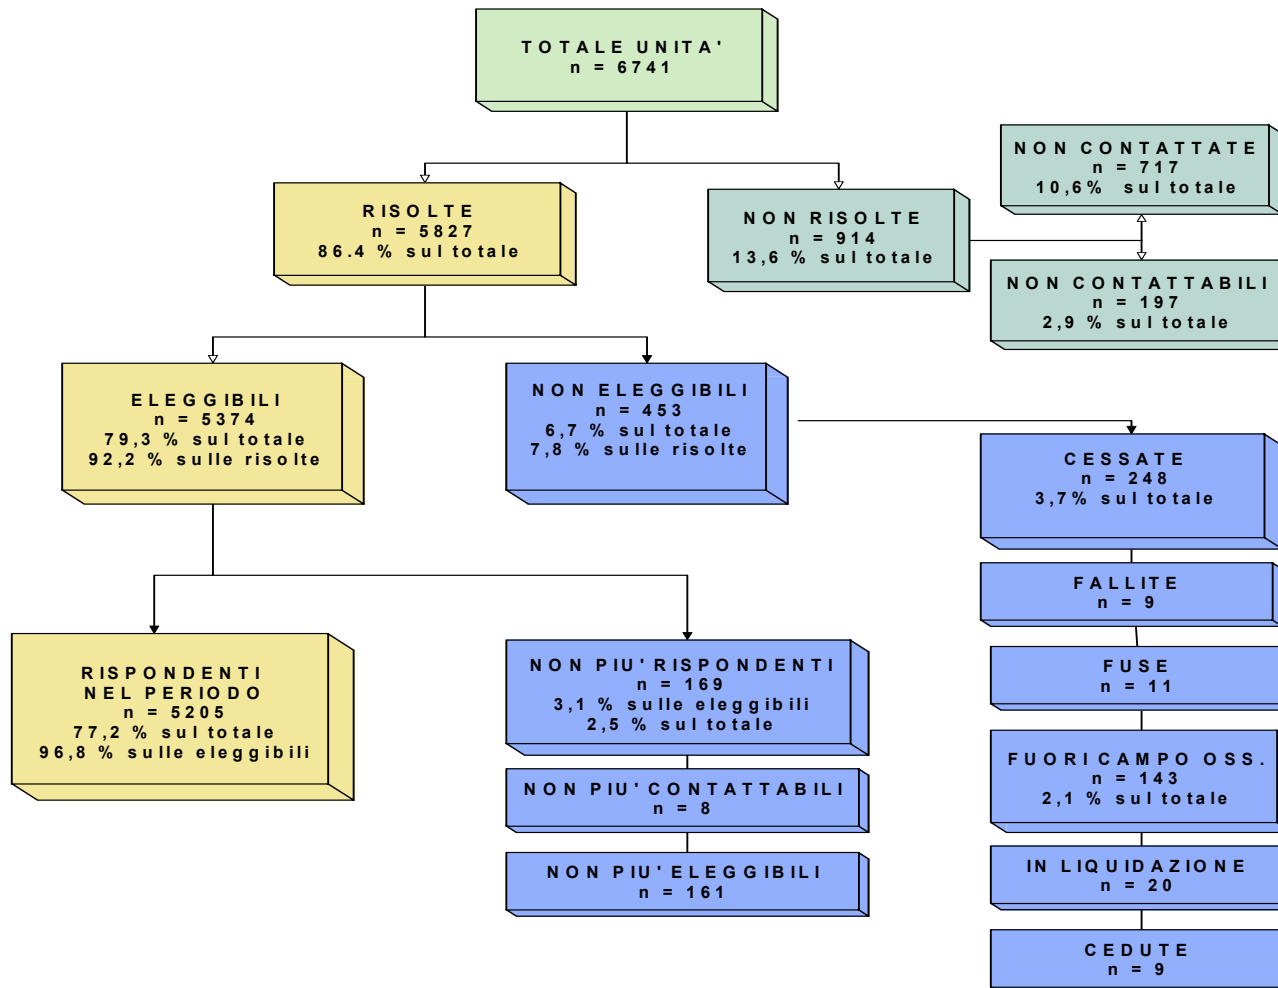 TOTALE UNITA'
n = 6741
NON CONTATTATE
n = 717
10,6% sul totale
RISOLTE
n = 5827
86.4 % sul totale
NON RISOLTE
n = 914
13,6 % sul totale
NON CONTATTABILI
n = 197
2,9 % sul totale
ELEGGIBILI
n = 5374
79,3 % sul totale
92,2 % sulle risolte
NON ELEGGIBILI
n = 453
6,7 % sul totale
7,8 % sulle risolte
CESSATE
n = 248
3,7% sul totale
FALLITE
n = 9
RISPONDENTI
NEL PERIODO
n = 5205
77,2 % sul totale
96,8 % sulle eleggibili
NON PIU' RISPONDENTI
n = 169
3,1 % sulle eleggibili
2,5 % sul totale
FUSE
n = 11
FUORI CAMPO OSS.
n = 143
2,1 % sul totale
NON PIU' CONTATTABILI
n = 8
NON PIU' ELEGGIBILI
n = 161
IN LIQUIDAZIONE
n = 20
CEDUTE
n = 9